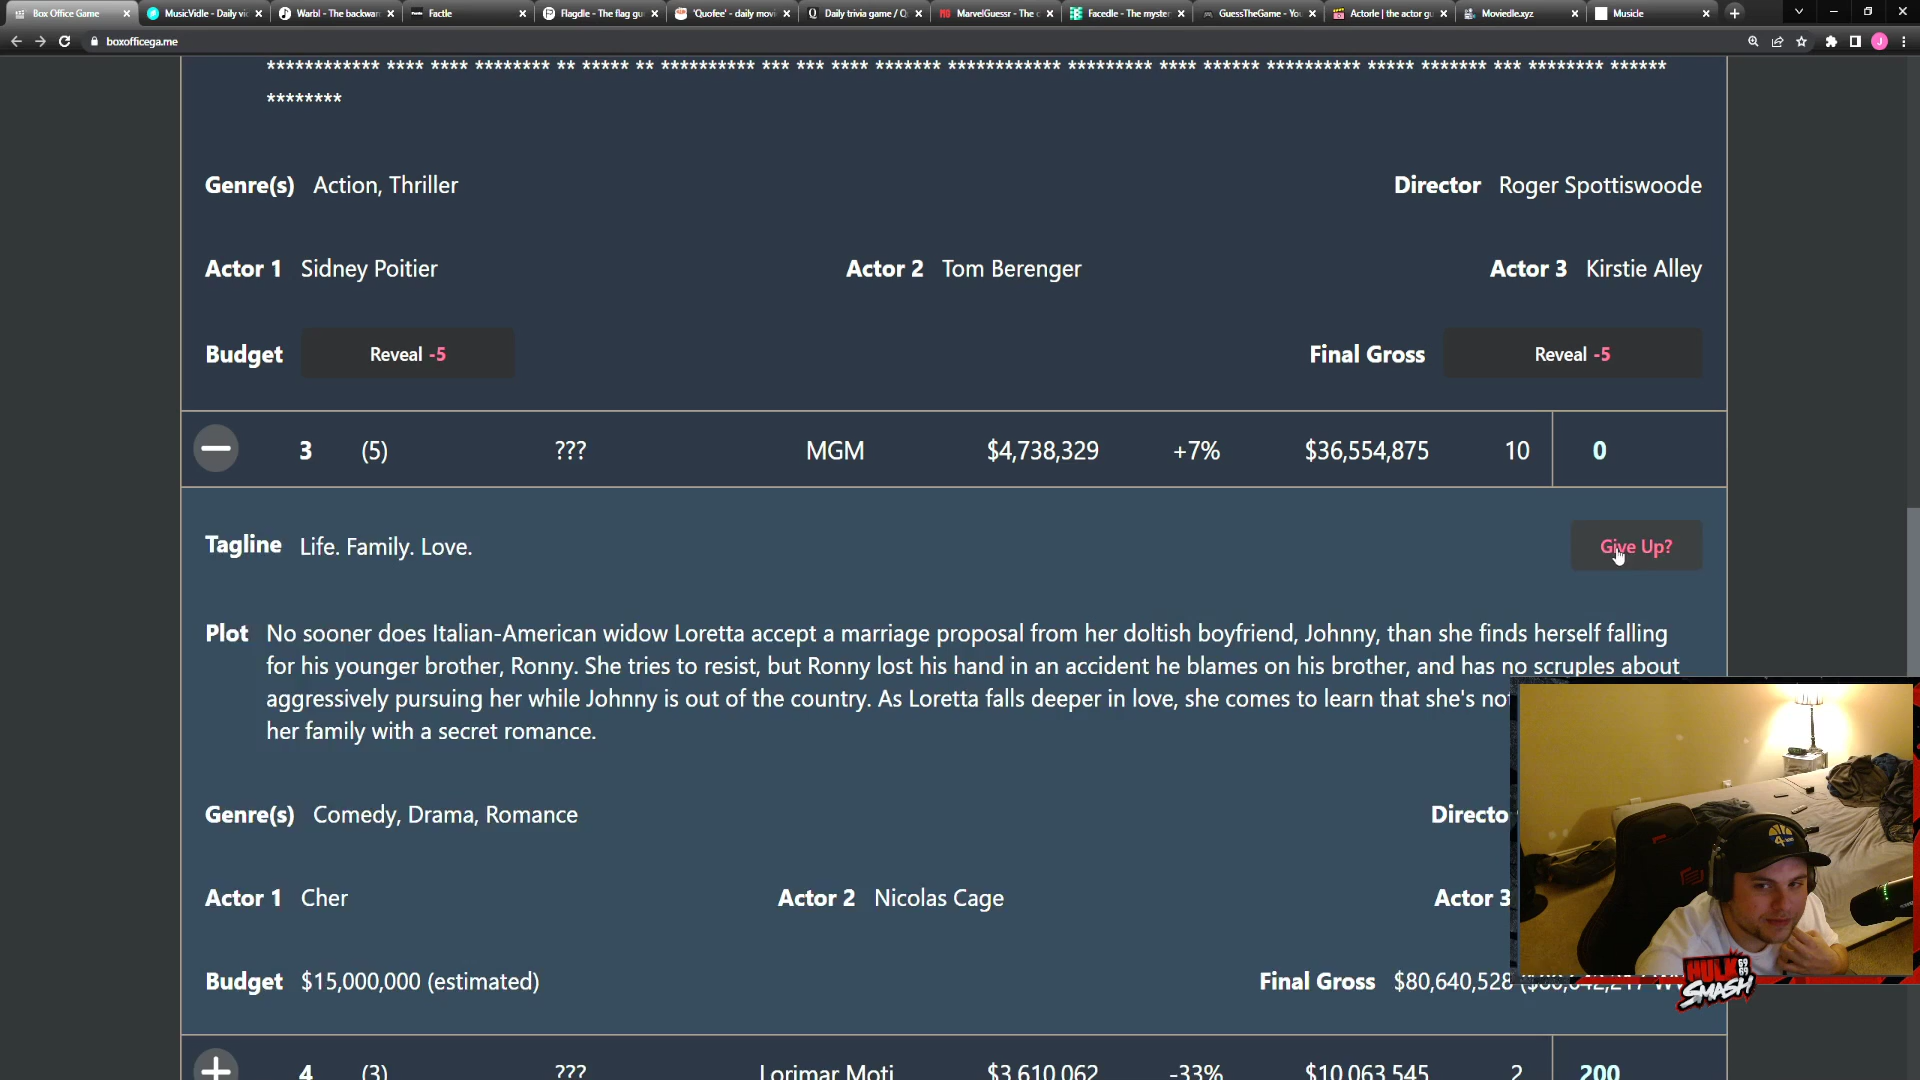 Box Office Game
MusicVidle - Daily vi
Warbl - The backwar
Factle
Flagdle - The flag gu
'Quofee' - daily movi
Daily trivia game / Q
MarvelGuessr - The c
Facedle - The myster
GuessTheGame - Yo
Actorle | the actor g
Moviedle.xyz
Musicle
boxofficega.me
************ **** **** ******** ** ***** ** ********** *** *** **** ******* ************ ********* **** ****** ********** ***** ******* *** ******** ******
********
Genre(s) Action, Thriller
Director Roger Spottiswoode
Actor 1 Sidney Poitier
Actor 2 Tom Berenger
Actor 3 Kirstie Alley
Budget Reveal -5
Final Gross Reveal -5
3 (5) ??? MGM $4,738,329 +7% $36,554,875 10 0
Tagline Life. Family. Love.
Give Up?
Plot No sooner does Italian-American widow Loretta accept a marriage proposal from her doltish boyfriend, Johnny, than she finds herself falling
for his younger brother, Ronny. She tries to resist, but Ronny lost his hand in an accident he blames on his brother, and has no scruples about
aggressively pursuing her while Johnny is out of the country. As Loretta falls deeper in love, she comes to learn that she's not
her family with a secret romance.
Genre(s) Comedy, Drama, Romance
Directo
Actor 1 Cher
Actor 2 Nicolas Cage
Actor 3
Budget $15,000,000 (estimated)
Final Gross $80,640,528
HULK
69
69
SMASH
4 (3) ??? Lorimar Moti $3,610,062 -33% $10,063,545 2 200